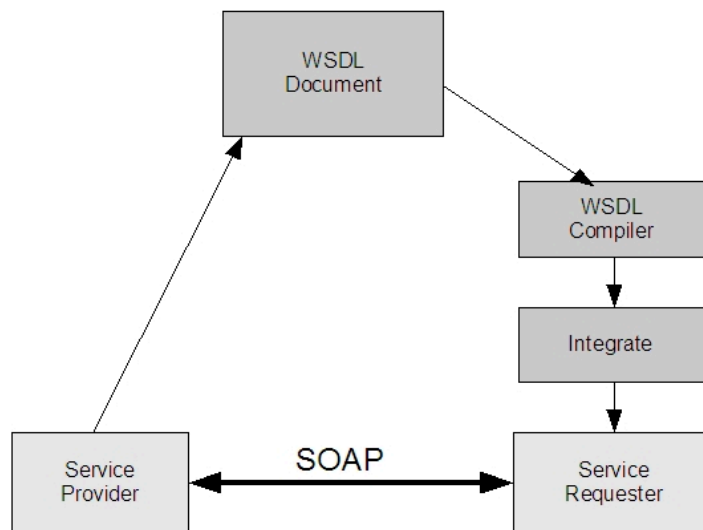 WSDL
Document
WSDL
Compiler
Integrate
Service
Provider
SOAP
Service
Requester